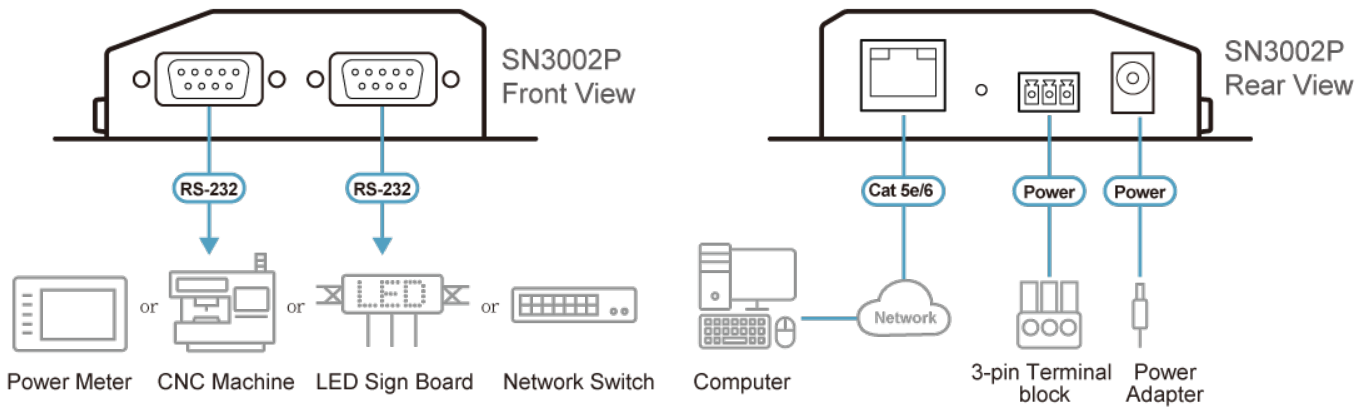 SN3002P
Front View
RS-232
RS-232
or
or
LED
or
Power Meter
CNC Machine
LED Sign Board
Network Switch
SN3002P
Rear View
Cat 5e/6
Power
Power
Network
Computer
3-pin Terminal
block
Power
Adapter